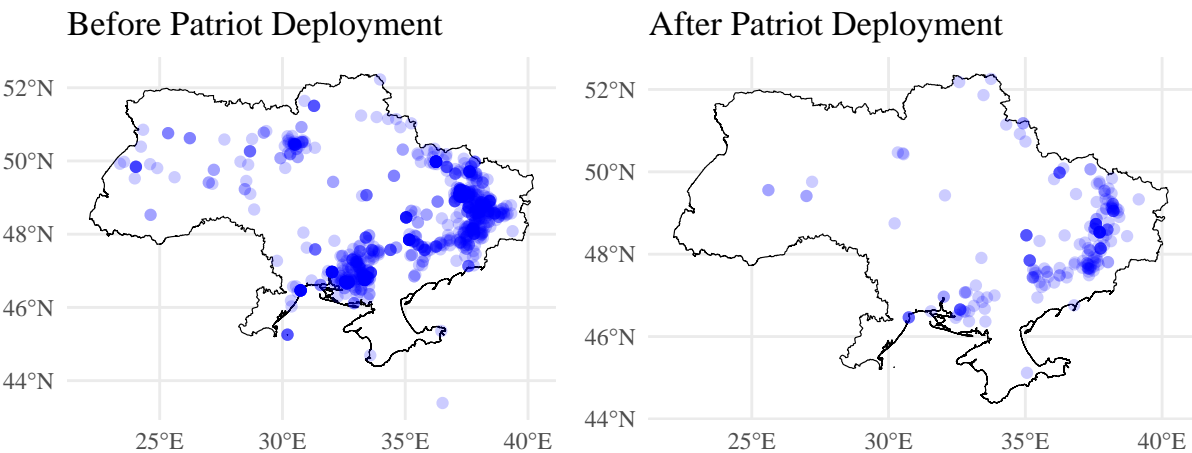 Before Patriot Deployment
52°N
50°N
48°N
46°N
44°N
25°E 30°E 35°E 40°E
After Patriot Deployment
52°N
50°N
48°N
46°N
44°N
25°E 30°E 35°E 40°E